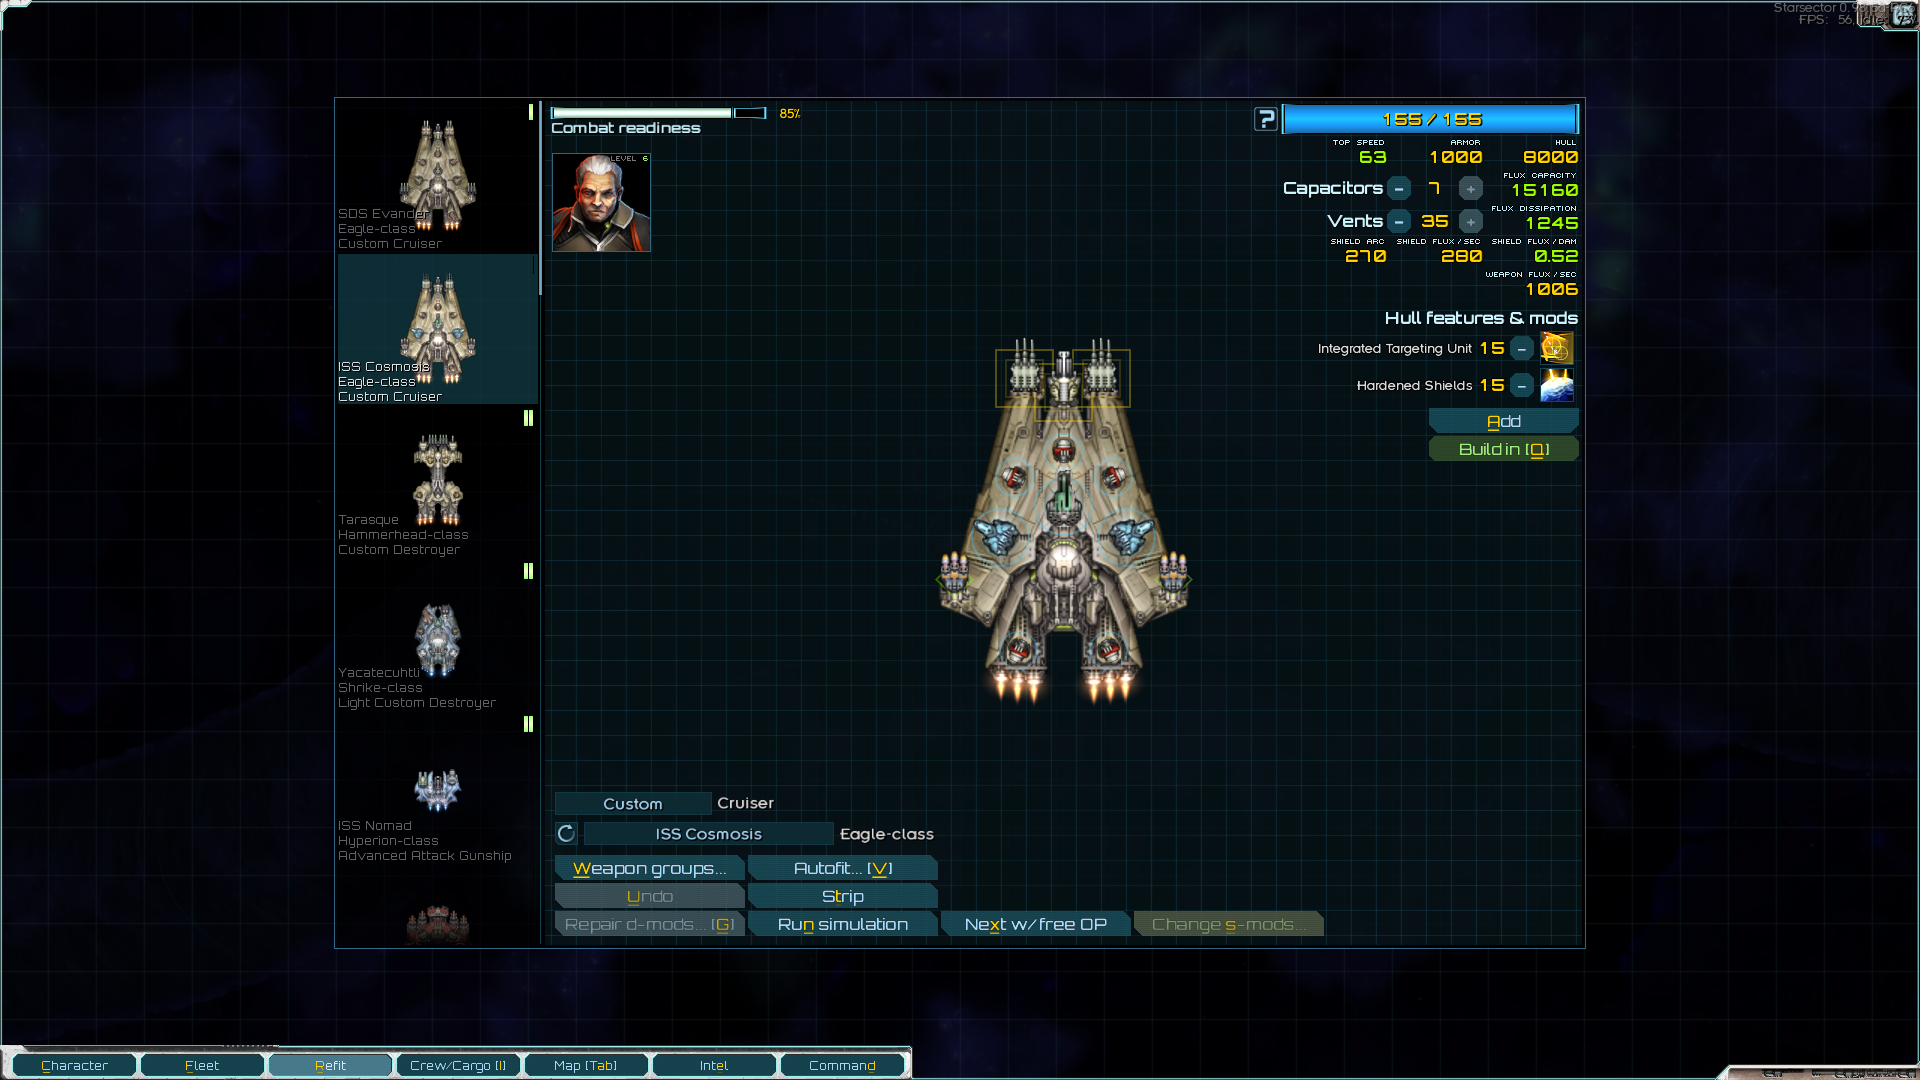 Starsector 0.9
FPS: 56, Idle:
85%
Combat readiness
LEVEL 6
155 / 155
TOP SPEED ARMOR HULL
63 1000 8000
FLUX CAPACITY
Capacitors - 7 + 15160
FLUX DISSIPATION
Vents - 35 + 1245
SHIELD ARC SHIELD FLUX/SEC SHIELD FLUX/DAM
270 280 0.52
WEAPON FLUX/SEC
1006
Hull features & mods
Integrated Targeting Unit 15 -
Hardened Shields 15 -
Add
Build in [Q]
SDS Evander
Eagle-class
Custom Cruiser
ISS Cosmosis
Eagle-class
Custom Cruiser
Tarasque
Hammerhead-class
Custom Destroyer
Yacatecuhtli
Shrike-class
Light Custom Destroyer
ISS Nomad
Hyperion-class
Advanced Attack Gunship
Custom Cruiser
ISS Cosmosis Eagle-class
Weapon groups... Autofit... [V]
Undo Strip
Repair d-mods... [G] Run simulation Next w/free OP Change s-mods...
Character Fleet Refit Crew/Cargo [I] Map [Tab] Intel Command